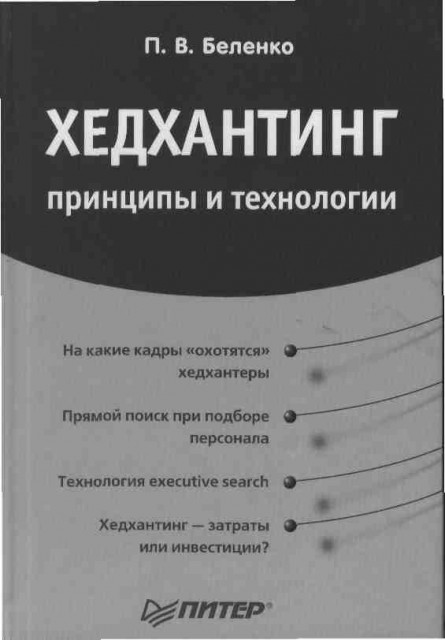 П. В. Беленко
ХЕДХАНТИНГ
принципы и технологии
На какие кадры «охотятся»
хедхантеры
Прямой поиск при подборе
персонала
Технология executive search
Хедхантинг — затраты
или инвестиции?
ПИТЕР®